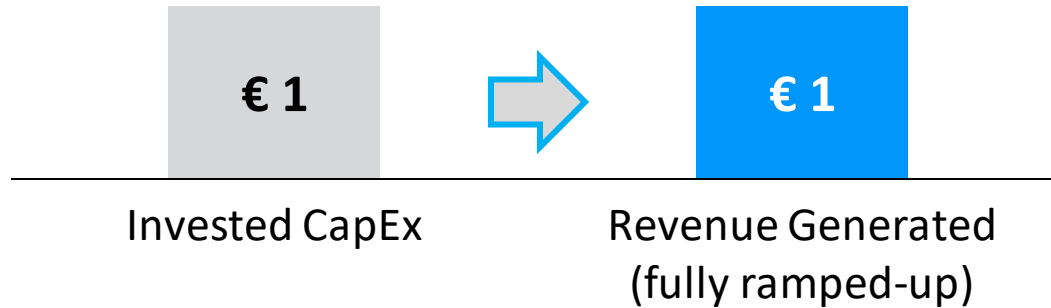 € 1
€ 1
Invested CapEx
Revenue Generated
(fully ramped-up)